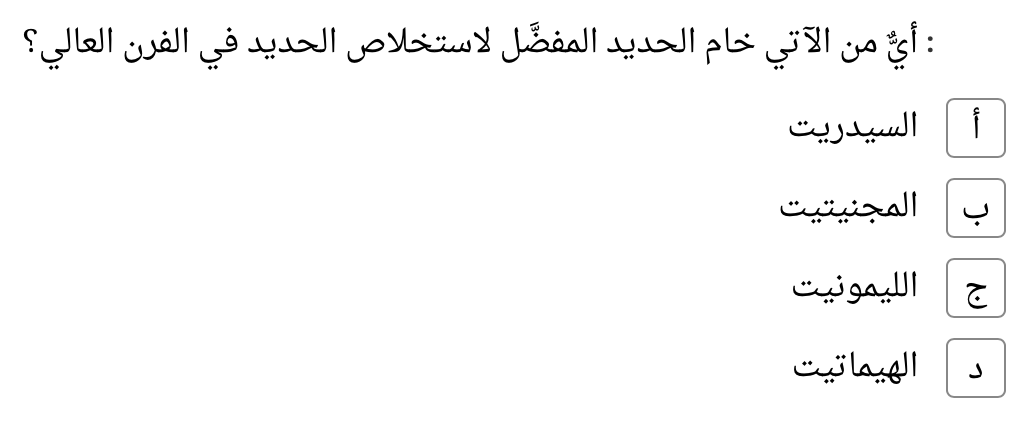 : أيٌّ من الآتي خام الحديد المفضَّل لاستخلاص الحديد في الفرن العالي؟
أ السيدريت
ب المجنيتيت
ج الليمونيت
د الهيماتيت